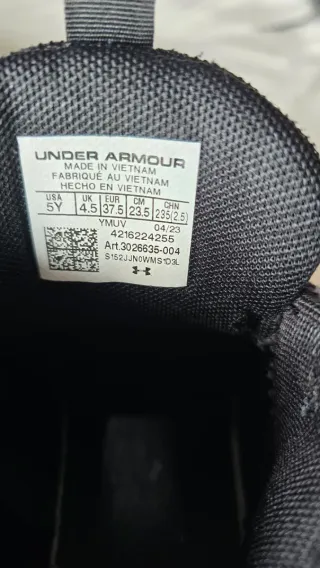 UNDER ARMOUR
MADE IN VIETNAM
FABRIQUÉ AU VIETNAM
HECHO EN VIETNAM
USA UK EUR CM CHN
5Y 4.5 37.5 23.5 235(2.5)
YMUV 04/23
4216224255
Art.3026635-004
S152JJN0WMS1D3L